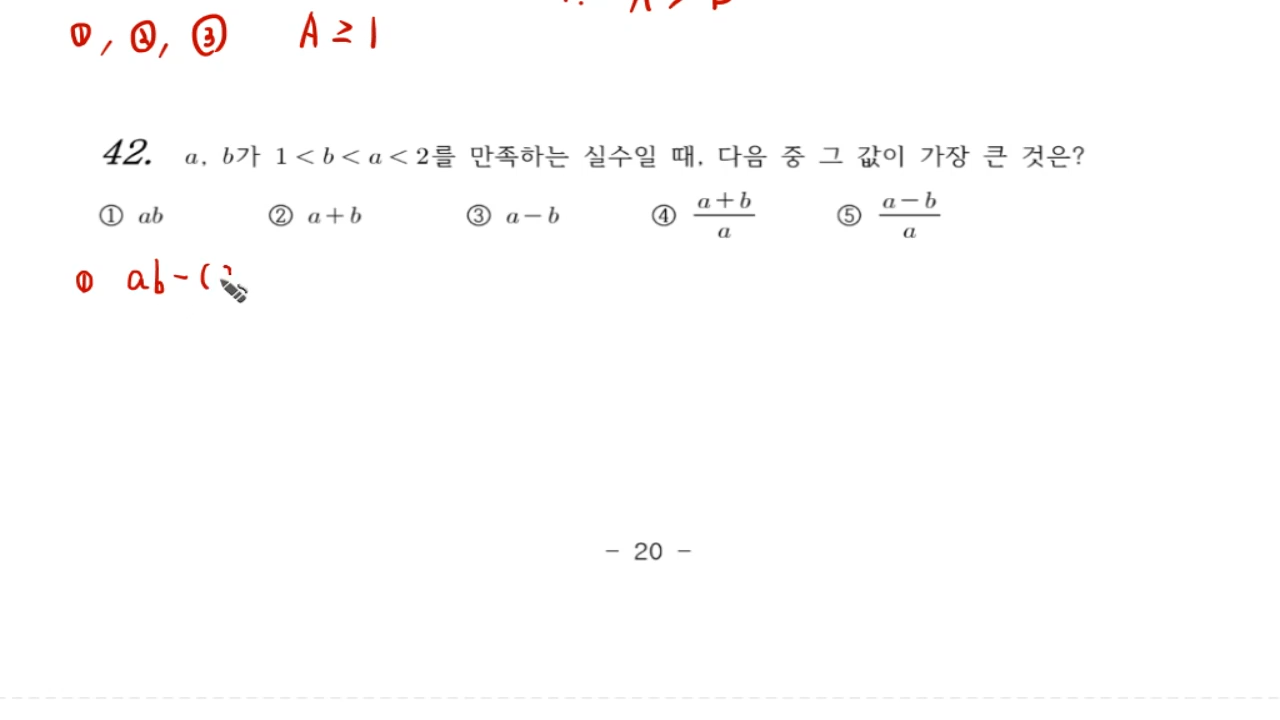 ①, ②, ③ A ≥ 1
42. a, b가 1 < b < a < 2를 만족하는 실수일 때, 다음 중 그 값이 가장 큰 것은?
① ab ② a+b ③ a-b ④ (a+b)/a ⑤ (a-b)/a
① ab - (
- 20 -